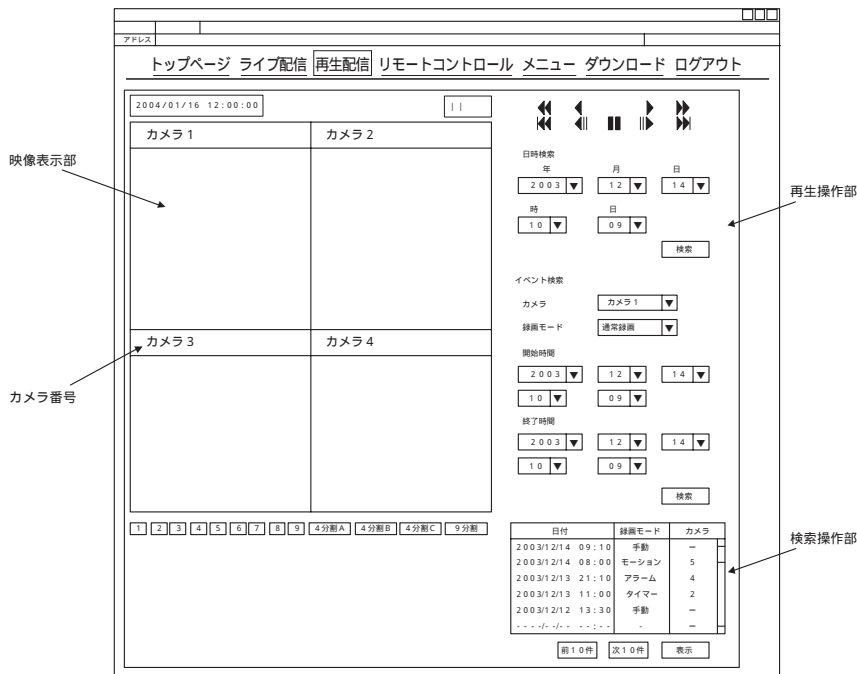 アドレス
トップページ ライブ配信 再生配信 リモートコントロール メニュー ダウンロード ログアウト
2004/01/16 12:00:00
||
カメラ1
カメラ2
カメラ3
カメラ4
映像表示部
カメラ番号
1 2 3 4 5 6 7 8 9 4分割A 4分割B 4分割C 9分割
再生操作部
日時検索
年 月 日
2003 ▼ 12 ▼ 14 ▼
時 日
10 ▼ 09 ▼
検索
イベント検索
カメラ カメラ1 ▼
録画モード 通常録画 ▼
開始時間
2003 ▼ 12 ▼ 14 ▼
10 ▼ 09 ▼
終了時間
2003 ▼ 12 ▼ 14 ▼
10 ▼ 09 ▼
検索
検索操作部
日付 録画モード カメラ
2003/12/14 09:10 手動 −
2003/12/14 08:00 モーション 5
2003/12/13 21:10 アラーム 4
2003/12/13 11:00 タイマー 2
2003/12/12 13:30 手動 −
----/--/-- --:-- - −
前10件 次10件 表示